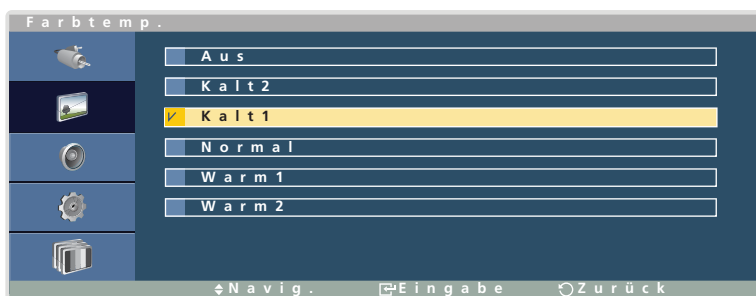 Farbtemp.
Aus
Kalt2
Kalt1
Normal
Warm1
Warm2
Navig. Eingabe Zurück